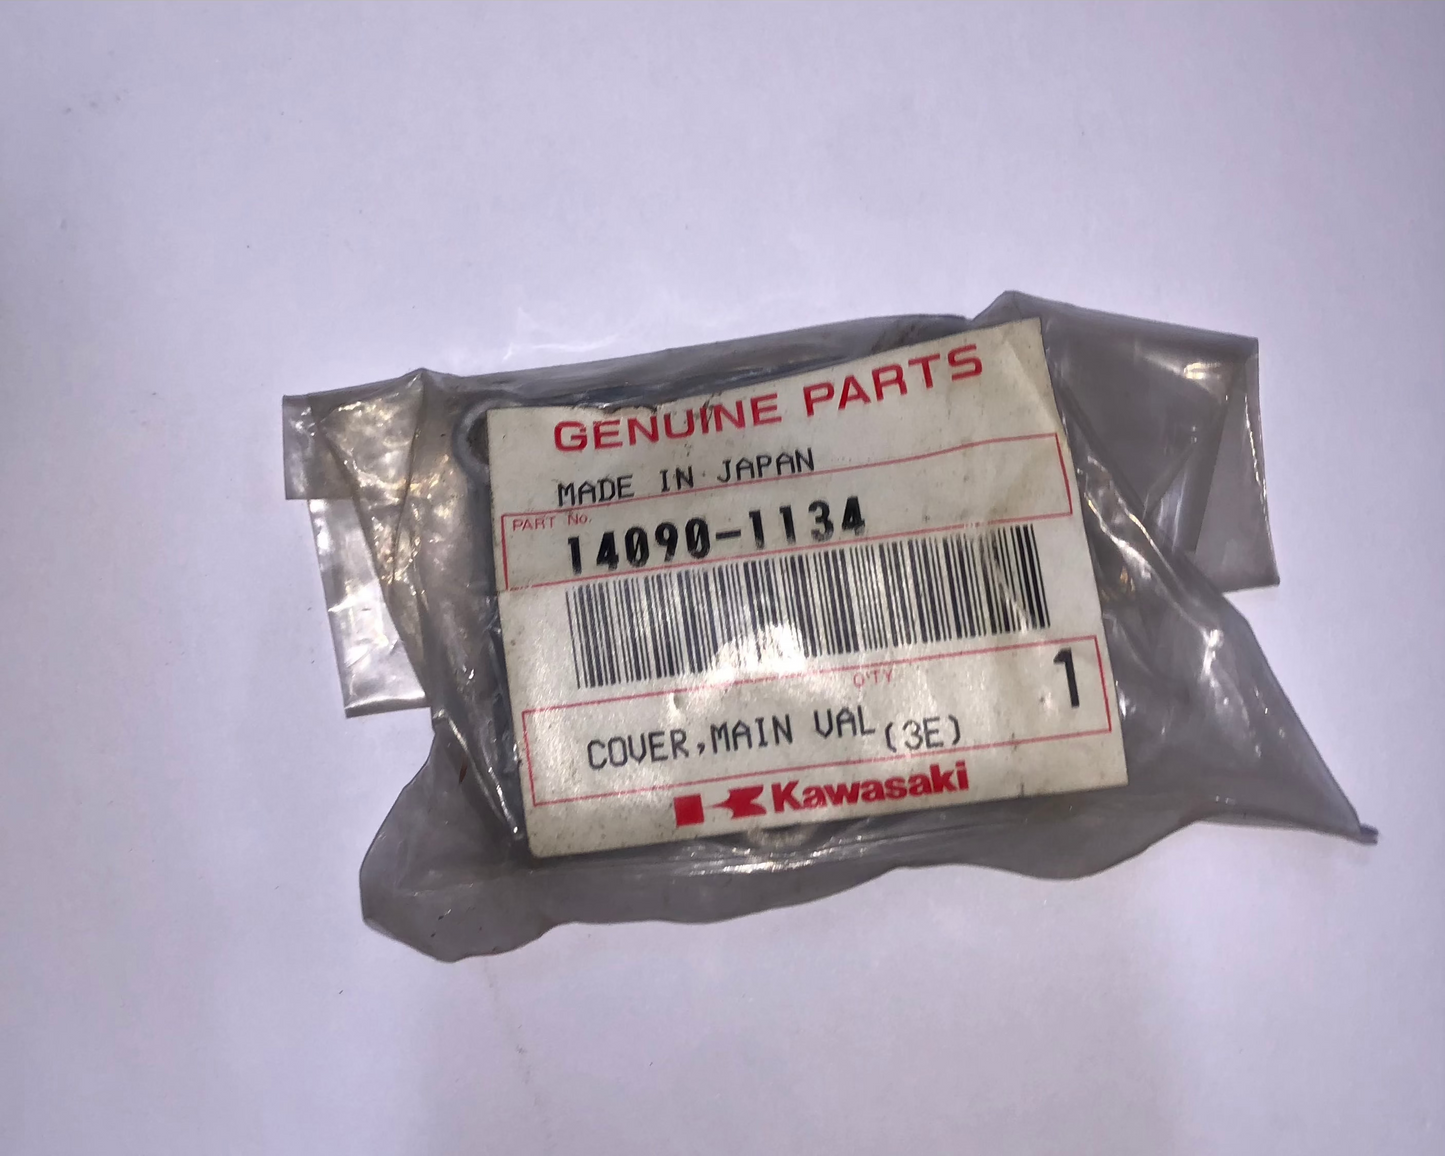 GENUINE PARTS
MADE IN JAPAN
PART No.
14090-1134
Q'TY
1
COVER,MAIN VAL(3E)
Kawasaki